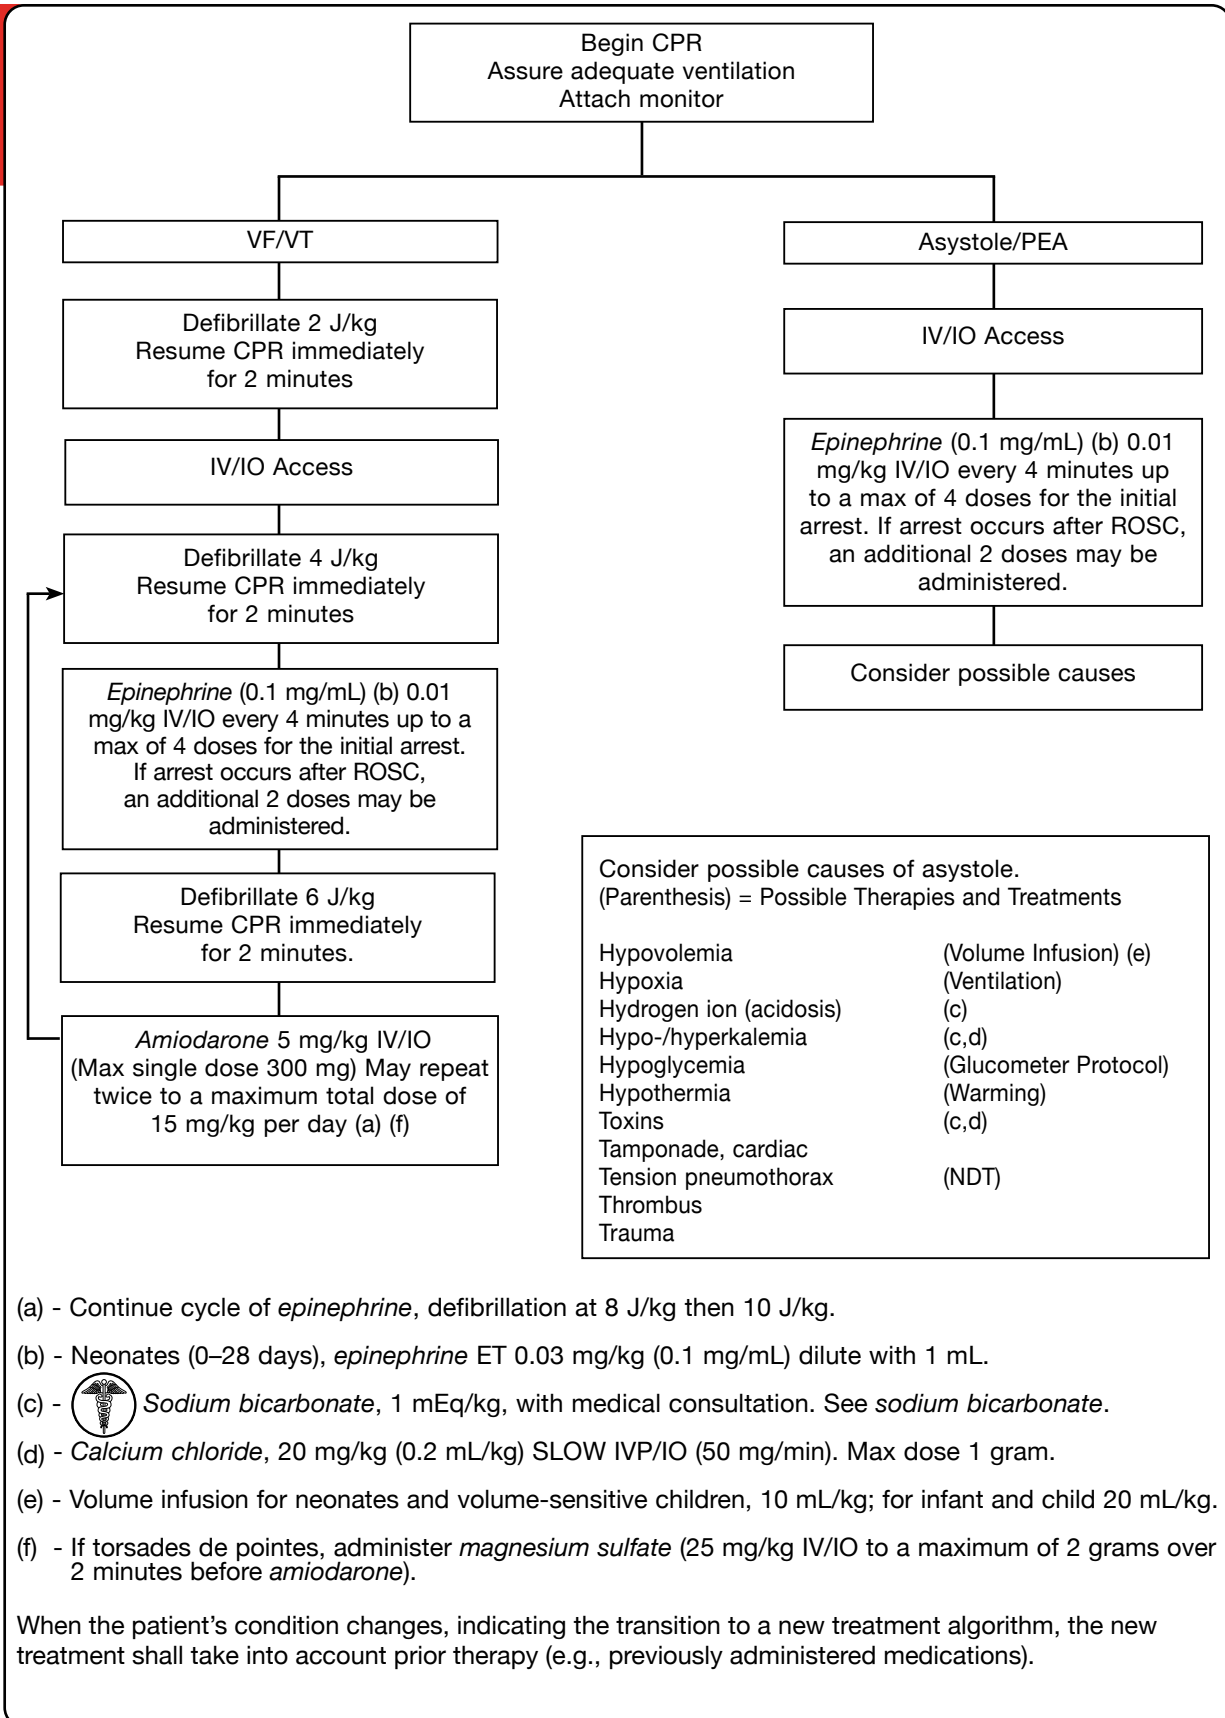 Begin CPR
Assure adequate ventilation
Attach monitor
VF/VT
Defibrillate 2 J/kg
Resume CPR immediately
for 2 minutes
IV/IO Access
Defibrillate 4 J/kg
Resume CPR immediately
for 2 minutes
Epinephrine (0.1 mg/mL) (b) 0.01
mg/kg IV/IO every 4 minutes up to a
max of 4 doses for the initial arrest.
If arrest occurs after ROSC,
an additional 2 doses may be
administered.
Defibrillate 6 J/kg
Resume CPR immediately
for 2 minutes.
Amiodarone 5 mg/kg IV/IO
(Max single dose 300 mg) May repeat
twice to a maximum total dose of
15 mg/kg per day (a) (f)
Asystole/PEA
IV/IO Access
Epinephrine (0.1 mg/mL) (b) 0.01
mg/kg IV/IO every 4 minutes up
to a max of 4 doses for the initial
arrest. If arrest occurs after ROSC,
an additional 2 doses may be
administered.
Consider possible causes
Consider possible causes of asystole.
(Parenthesis) = Possible Therapies and Treatments
Hypovolemia (Volume Infusion) (e)
Hypoxia (Ventilation)
Hydrogen ion (acidosis) (c)
Hypo-/hyperkalemia (c,d)
Hypoglycemia (Glucometer Protocol)
Hypothermia (Warming)
Toxins (c,d)
Tamponade, cardiac
Tension pneumothorax (NDT)
Thrombus
Trauma
(a) - Continue cycle of epinephrine, defibrillation at 8 J/kg then 10 J/kg.
(b) - Neonates (0–28 days), epinephrine ET 0.03 mg/kg (0.1 mg/mL) dilute with 1 mL.
(c) - Sodium bicarbonate, 1 mEq/kg, with medical consultation. See sodium bicarbonate.
(d) - Calcium chloride, 20 mg/kg (0.2 mL/kg) SLOW IVP/IO (50 mg/min). Max dose 1 gram.
(e) - Volume infusion for neonates and volume-sensitive children, 10 mL/kg; for infant and child 20 mL/kg.
(f) - If torsades de pointes, administer magnesium sulfate (25 mg/kg IV/IO to a maximum of 2 grams over
2 minutes before amiodarone).
When the patient’s condition changes, indicating the transition to a new treatment algorithm, the new
treatment shall take into account prior therapy (e.g., previously administered medications).